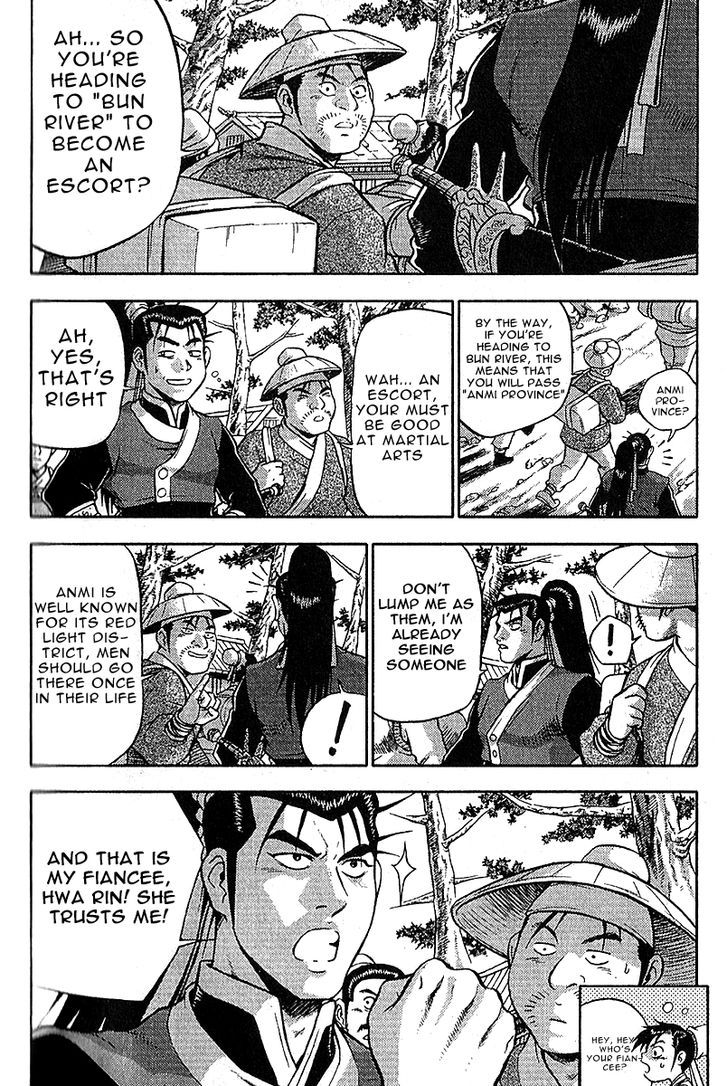 AH... SO
YOU'RE
HEADING
TO "BUN
RIVER" TO
BECOME
AN
ESCORT?
WAH... AN
ESCORT,
YOUR MUST
BE GOOD
AT MARTIAL
ARTS
AH,
YES,
THAT'S
RIGHT
BY THE WAY,
IF YOU'RE
HEADING TO
BUN RIVER, THIS
MEANS THAT
YOU WILL PASS
"ANMI PROVINCE"
ANMI
PRO-
VINCE?
ANMI IS
WELL KNOWN
FOR ITS RED
LIGHT DIS-
TRICT, MEN
SHOULD GO
THERE ONCE
IN THEIR LIFE
!
DON'T
LUMP ME AS
THEM, I'M
ALREADY
SEEING
SOMEONE
!
AND THAT IS
MY FIANCEE,
HWA RIN! SHE
TRUSTS ME!
HEY, HEY
WHO'S
YOUR FIAN-
CEE?